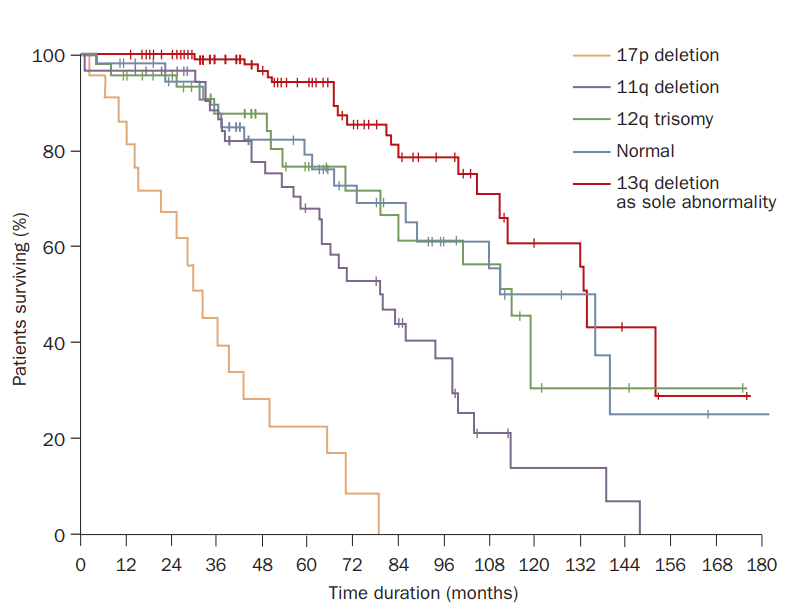 17p deletion
11q deletion
12q trisomy
Normal
13q deletion
as sole abnormality
Patients surviving (%)
100
80
60
40
20
0
0 12 24 36 48 60 72 84 96 108 120 132 144 156 168 180
Time duration (months)